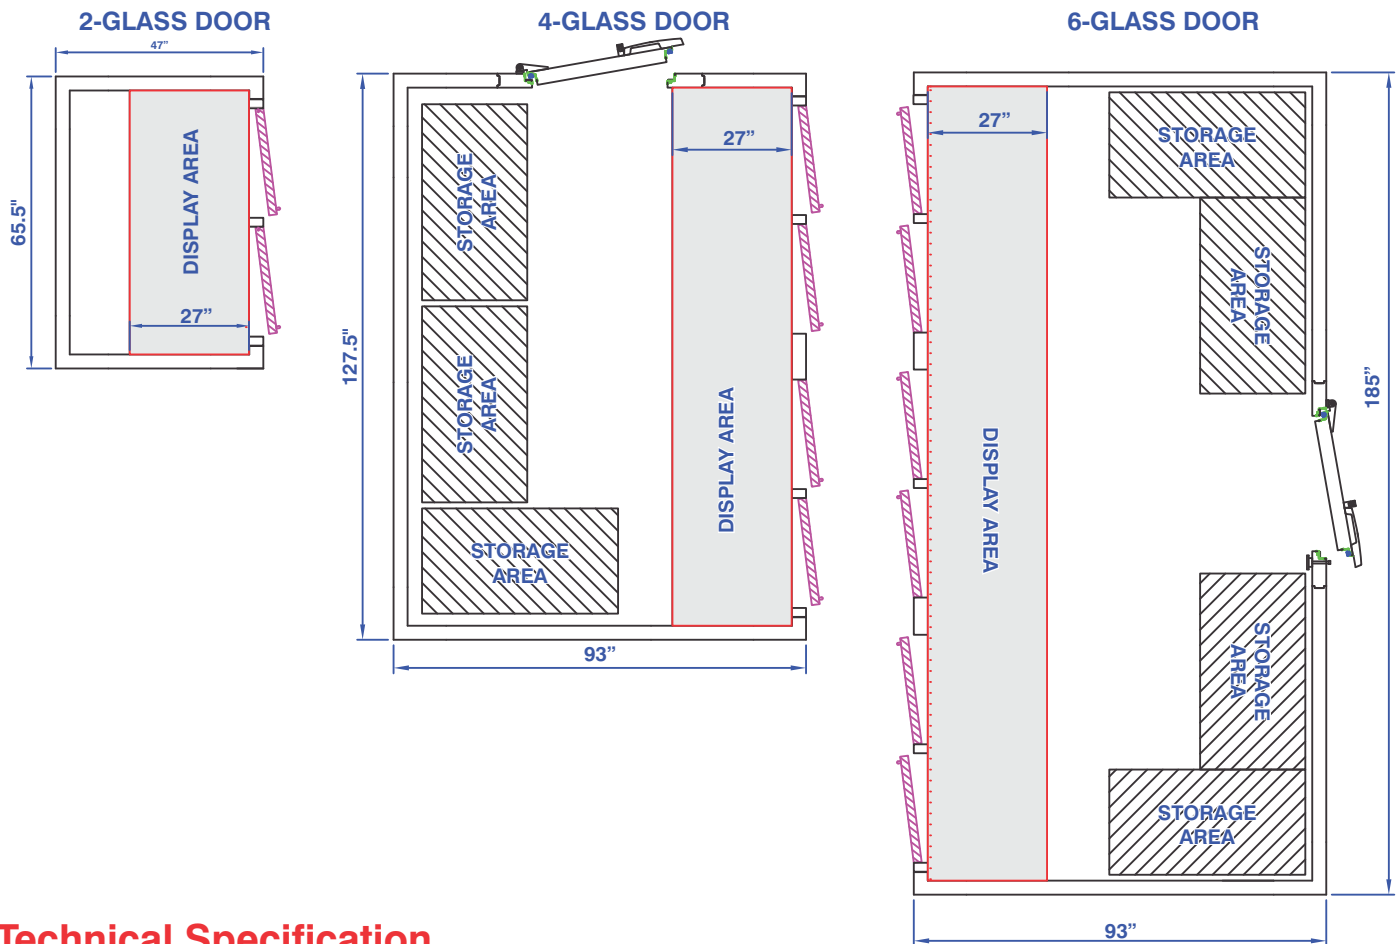 2-GLASS DOOR
47”
65.5"
DISPLAY AREA
27”
4-GLASS DOOR
127.5"
STORAGE
AREA
STORAGE
AREA
STORAGE
AREA
27”
DISPLAY AREA
93”
6-GLASS DOOR
27”
STORAGE
AREA
STORAGE
AREA
DISPLAY AREA
185”
STORAGE
AREA
STORAGE
AREA
93”
Technical Specification